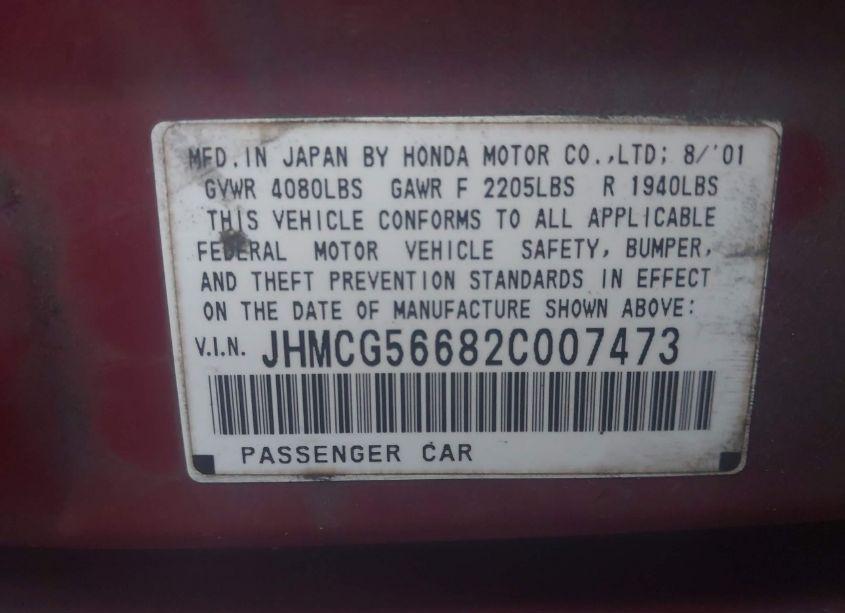 MFD. IN JAPAN BY HONDA MOTOR CO.,LTD; 8/'01
GVWR 4080LBS GAWR F 2205LBS R 1940LBS
THIS VEHICLE CONFORMS TO ALL APPLICABLE
FEDERAL MOTOR VEHICLE SAFETY, BUMPER,
AND THEFT PREVENTION STANDARDS IN EFFECT
ON THE DATE OF MANUFACTURE SHOWN ABOVE:
V.I.N. JHMCG56682C007473
PASSENGER CAR